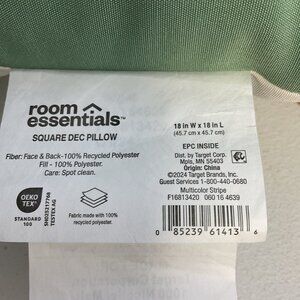 room
essentials™
SQUARE DEC PILLOW
Fiber: Face & Back-100% Recycled Polyester
Fill - 100% Polyester.
Care: Spot clean.
OEKO
TEX®
STANDARD
100
TESTEX AG
Fabric made with 100%
recycled polyester.
18 in W x 18 in L
(45.7 cm x 45.7 cm)
EPC INSIDE
Dist. by Target Corp.
Mpls, MN 55403
Origin: China
©2024 Target Brands, Inc.
Guest Services 1-800-440-0680
Multicolor Stripe
F16813420 060 16 4639
0 85239 61413 6